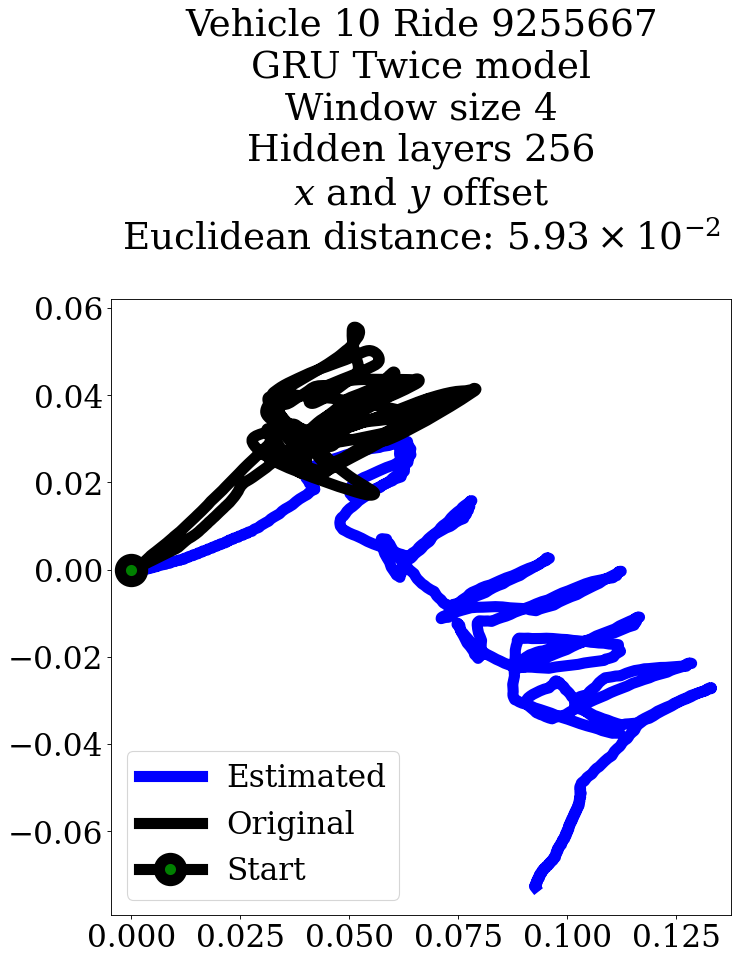 Vehicle 10 Ride 9255667
GRU Twice model
Window size 4
Hidden layers 256
x and y offset
Euclidean distance: 5.93 × 10⁻²
0.06
0.04
0.02
0.00
−0.02
−0.04
−0.06
Estimated
Original
Start
0.000 0.025 0.050 0.075 0.100 0.125